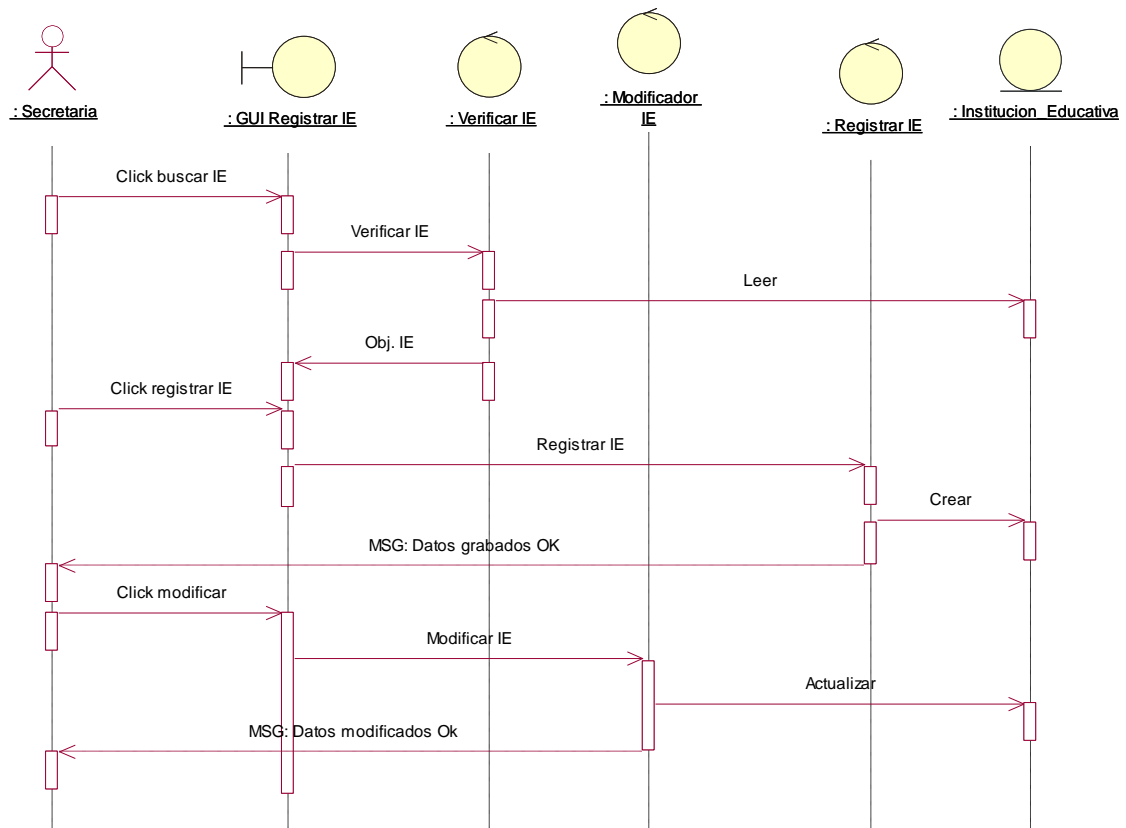 : Secretaria
: GUI Registrar IE
: Verificar IE
: Modificador
IE
: Registrar IE
: Institucion_Educativa
Click buscar IE
Verificar IE
Leer
Obj. IE
Click registrar IE
Registrar IE
Crear
MSG: Datos grabados OK
Click modificar
Modificar IE
Actualizar
MSG: Datos modificados Ok